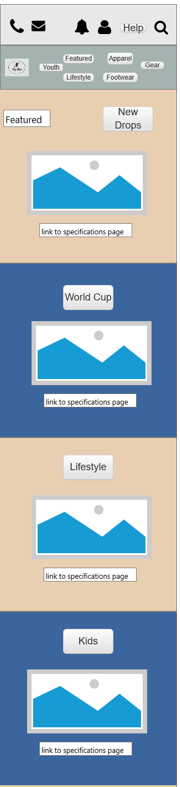 Help
Featured
Apparel
Youth
Gear
Lifestyle
Footwear
Featured
New
Drops
link to specifications page
World Cup
link to specifications page
Lifestyle
link to specifications page
Kids
link to specifications page